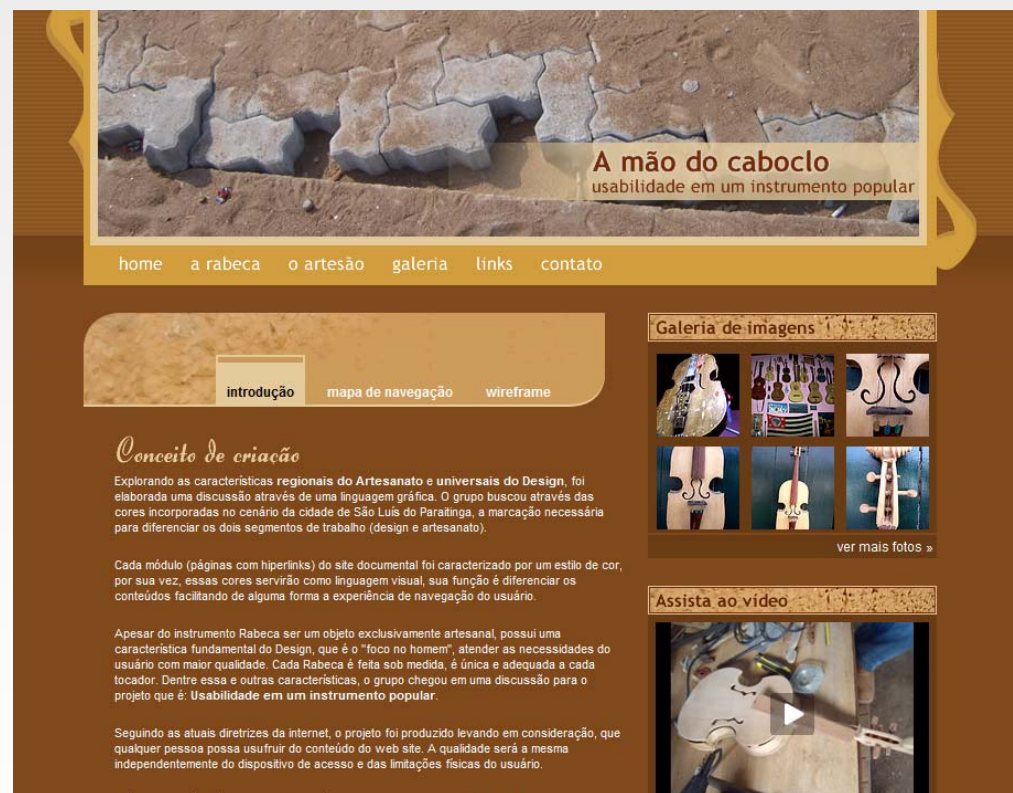 A mão do caboclo
usabilidade em um instrumento popular
home a rabeca o artesão galeria links contato
introdução mapa de navegação wireframe
Conceito de criação
Explorando as características regionais do Artesanato e universais do Design, foi
elaborada uma discussão através de uma linguagem gráfica. O grupo buscou através das
cores incorporadas no cenário da cidade de São Luís do Paraitinga, a marcação necessária
para diferenciar os dois segmentos de trabalho (design e artesanato).
Cada módulo (páginas com hiperlinks) do site documental foi caracterizado por um estilo de cor,
por sua vez, essas cores servirão como linguagem visual, sua função é diferenciar os
conteúdos facilitando de alguma forma a experiência de navegação do usuário.
Apesar do instrumento Rabeca ser um objeto exclusivamente artesanal, possui uma
característica fundamental do Design, que é o "foco no homem", atender as necessidades do
usuário com maior qualidade. Cada Rabeca é feita sob medida, é única e adequada a cada
tocador. Dentre essa e outras características, o grupo chegou em uma discussão para o
projeto que é: Usabilidade em um instrumento popular.
Seguindo as atuais diretrizes da internet, o projeto foi produzido levando em consideração, que
qualquer pessoa possa usufruir do conteúdo do web site. A qualidade será a mesma
independentemente do dispositivo de acesso e das limitações físicas do usuário.
Galeria de imagens
ver mais fotos »
Assista ao vídeo